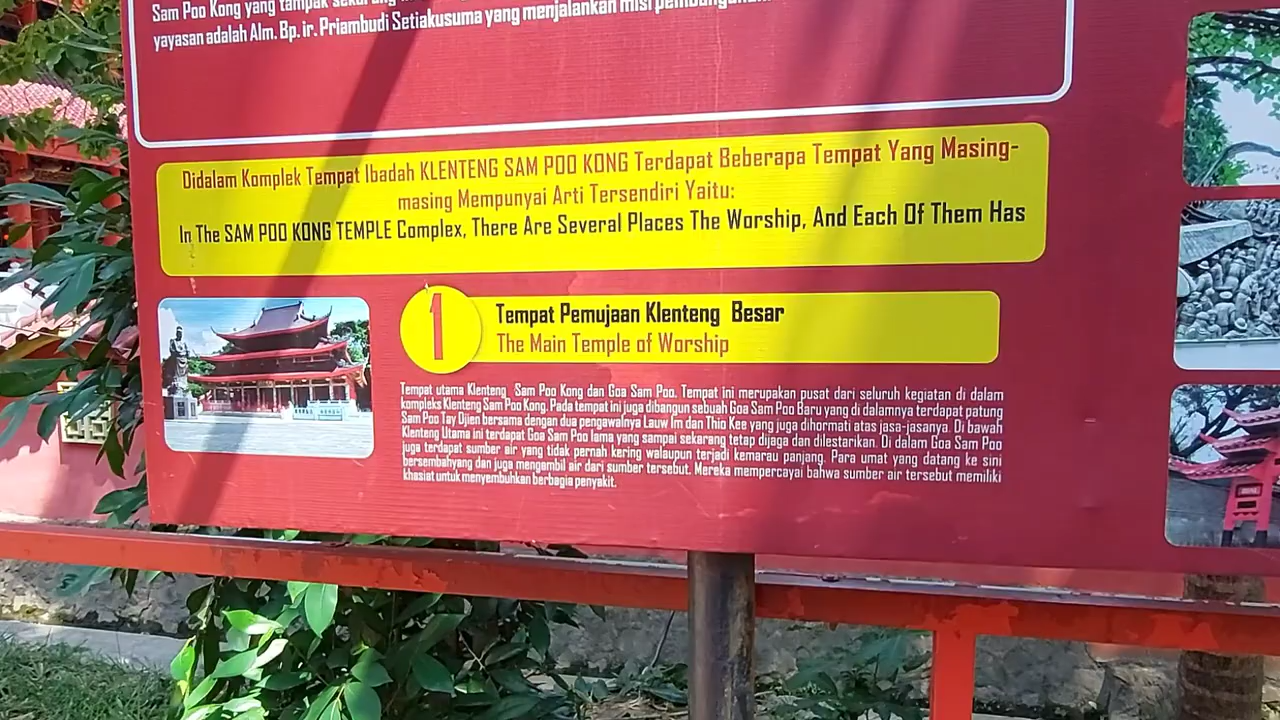 Sam Poo Kong yang tampak
yayasan adalah Alm. Bp. ir. Priambudi Setiakusuma yang menjalankan misi
Didalam Komplek Tempat Ibadah KLENTENG SAM POO KONG Terdapat Beberapa Tempat Yang Masing-
masing Mempunyai Arti Tersendiri Yaitu:
In The SAM POO KONG TEMPLE Complex, There Are Several Places The Worship, And Each Of Them Has
1
Tempat Pemujaan Klenteng Besar
The Main Temple of Worship
Tempat utama Klenteng Sam Poo Kong dan Goa Sam Poo. Tempat ini merupakan pusat dari seluruh kegiatan di dalam
kompleks Klenteng Sam Poo Kong. Pada tempat ini juga dibangun sebuah Goa Sam Poo Baru yang di dalamnya terdapat patung
Sam Poo Tay Djien bersama dengan dua pengawalnya Lauw Im dan Thio Kee yang juga dihormati atas jasa-jasanya. Di bawah
Klenteng Utama ini terdapat Goa Sam Poo lama yang sampai sekarang tetap dijaga dan dilestarikan. Di dalam Goa Sam Poo
juga terdapat sumber air yang tidak pernah kering walaupun terjadi kemarau panjang. Para umat yang datang ke sini
bersembahyang dan juga mengembil air dari sumber tersebut. Mereka mempercayai bahwa sumber air tersebut memiliki
khasiat untuk menyembuhkan berbagia penyakit.